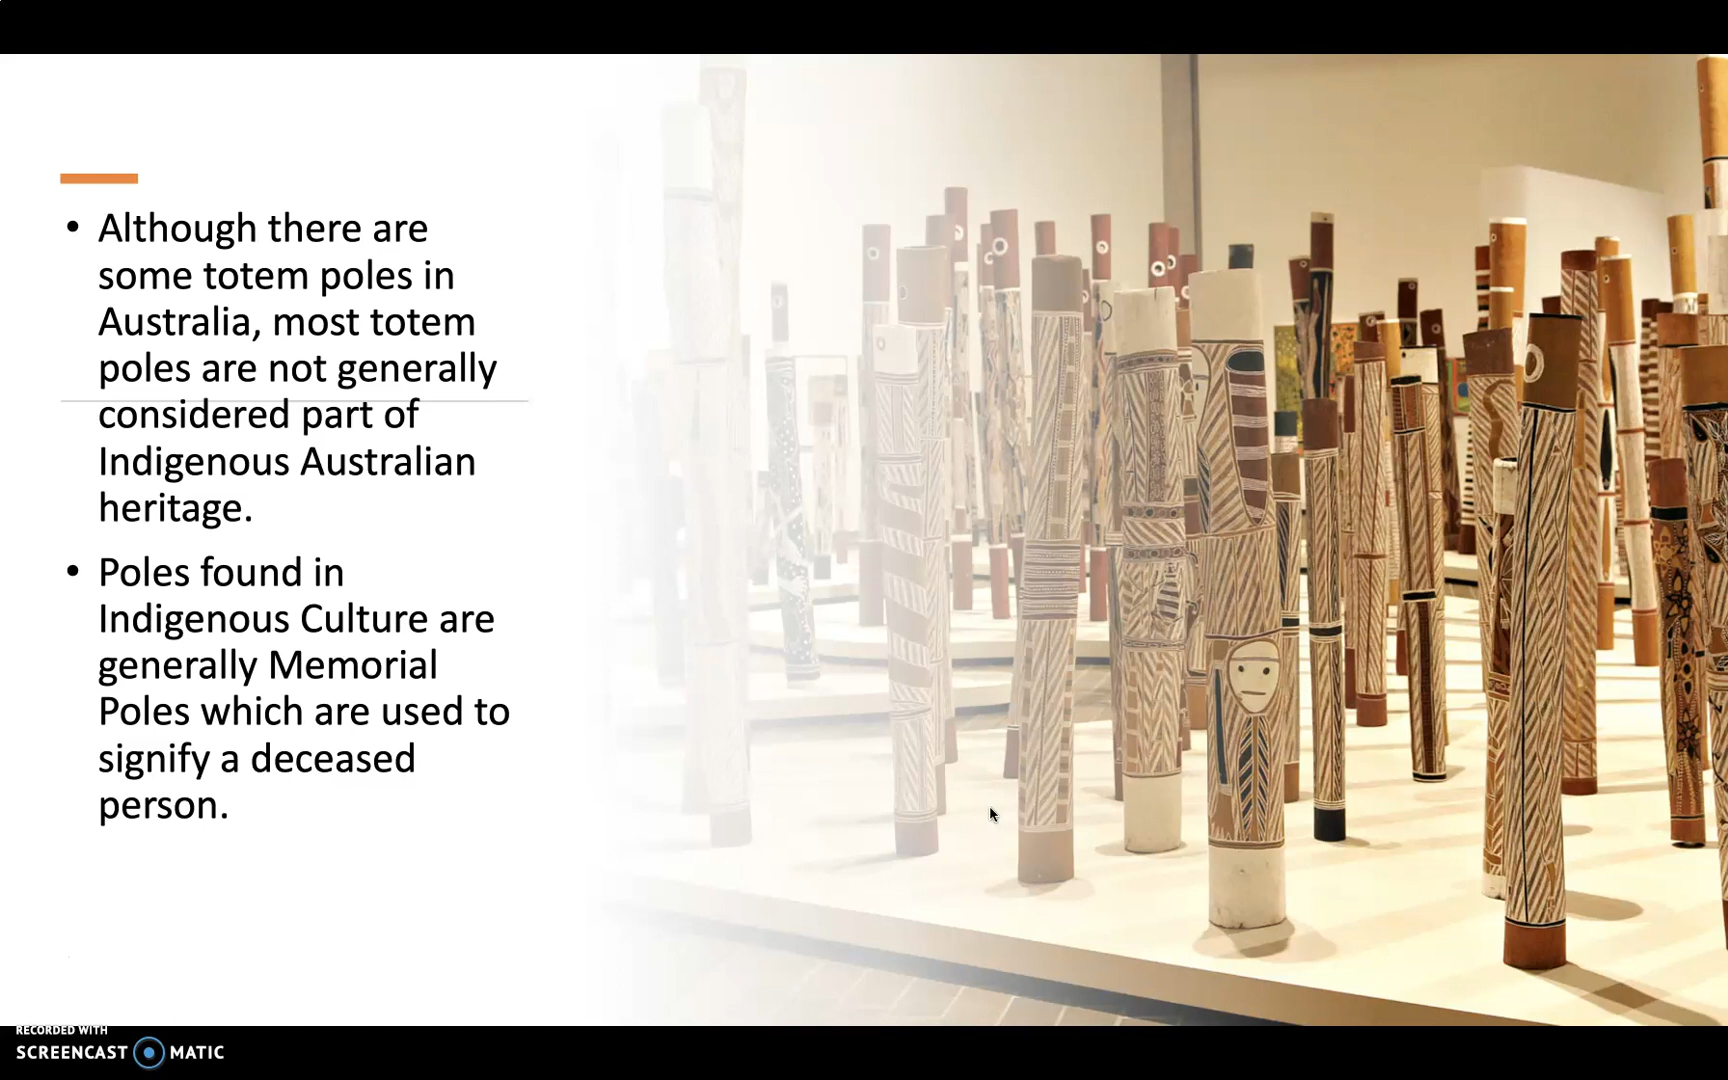 • Although there are
some totem poles in
Australia, most totem
poles are not generally
considered part of
Indigenous Australian
heritage.
• Poles found in
Indigenous Culture are
generally Memorial
Poles which are used to
signify a deceased
person.
RECORDED WITH
SCREENCAST MATIC